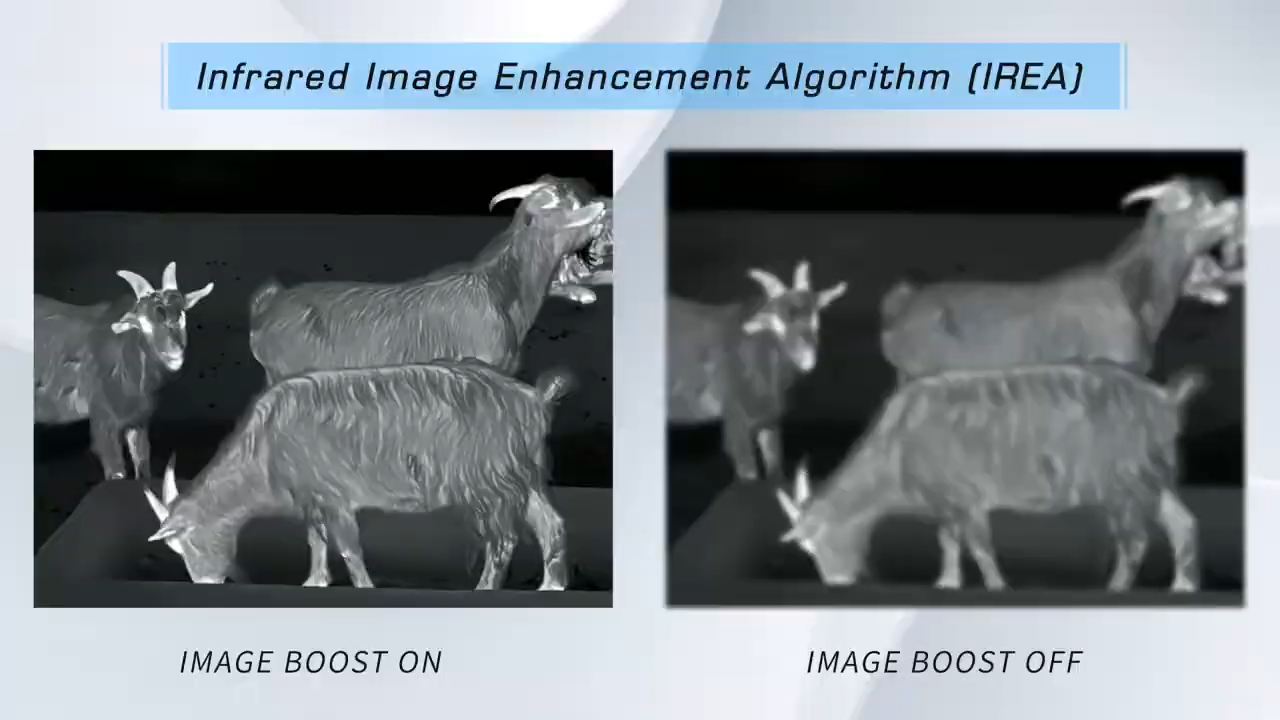 Infrared Image Enhancement Algorithm (IREA)
IMAGE BOOST ON
IMAGE BOOST OFF